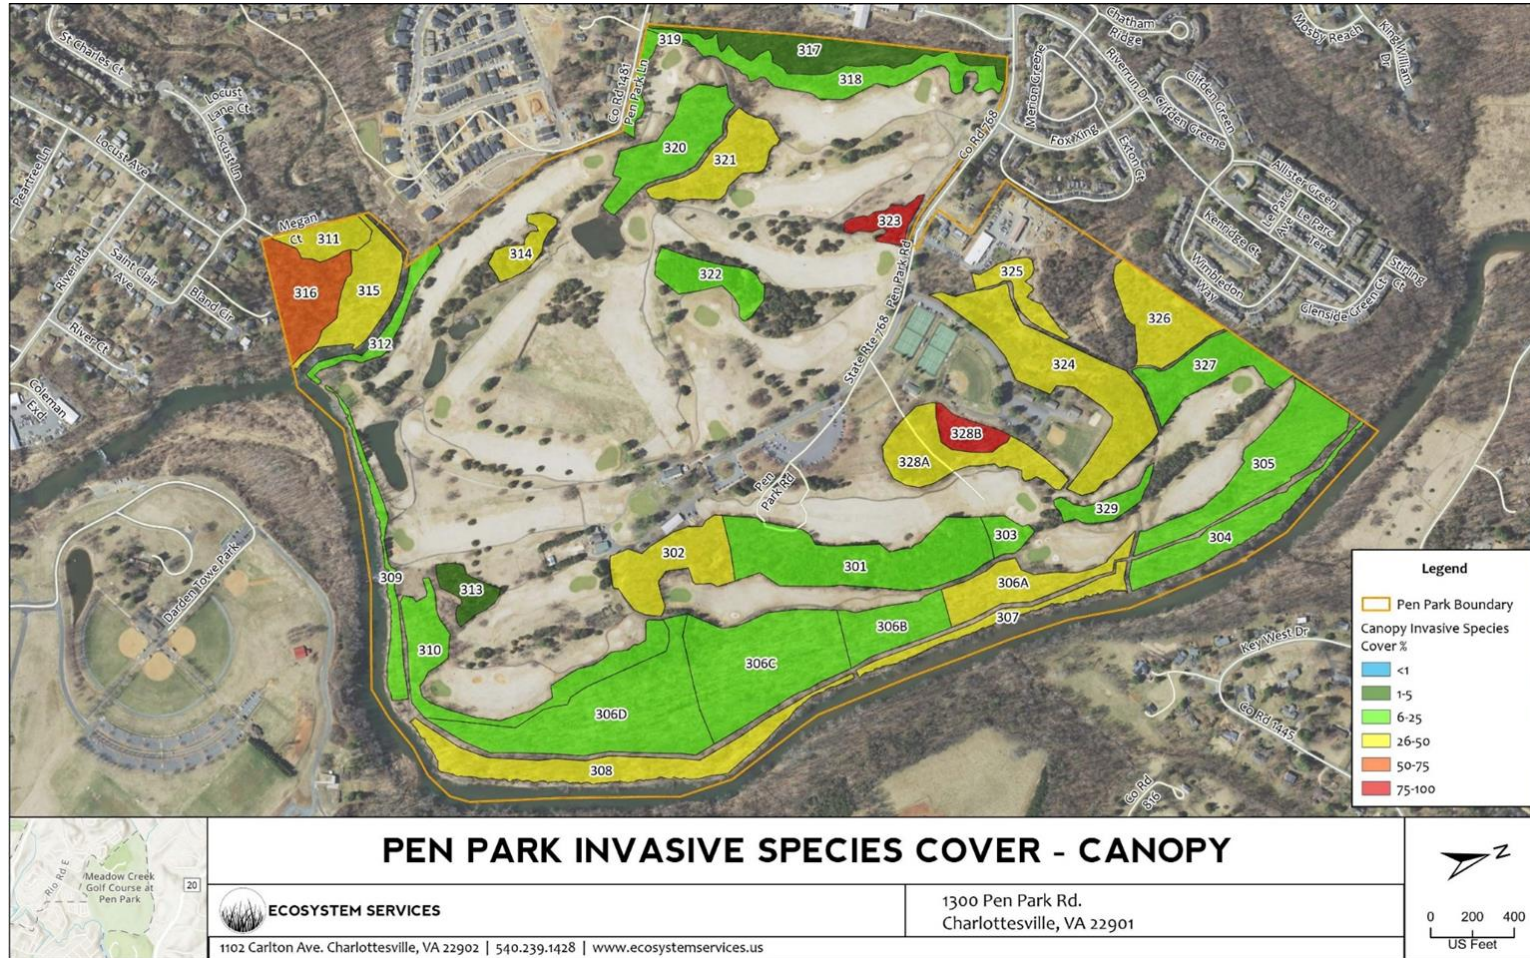 St Charles Ct
Locust
Lane Ct
Locust Ln
Locust Ave
Peartree Ln
River Rd
Saint Clair
Ave
Bland Cir
River Ct
Coleman
Megan
Ct
Co Rd 1481
Pen Park Ln
Co Rd 768
Merion Greene
Chatham
Ridge
Riverrun Dr
Mosby Reach
King William
Dr
Clifden Green
Clifden Greene
Fox Xing
Exton Ct
Allister Green
Le Parc
Ave
Le Parc
Ter
Kenridge Ct
Wimbledon
Way
Stirling
Ct
Glenside Green Ct
State Rte 768
Pen Park Rd
Pen
Park Rd
Darden Towe Park
Key West Dr
Co Rd 1445
Co Rd
816
319
317
318
320
321
323
311
316
315
312
314
322
325
326
324
327
328B
328A
305
329
304
303
301
302
306A
307
306B
306C
306D
308
309
310
313
Legend
Pen Park Boundary
Canopy Invasive Species
Cover %
<1
1-5
6-25
26-50
50-75
75-100
Rio Rd E
Meadow Creek
Golf Course at
Pen Park
20
PEN PARK INVASIVE SPECIES COVER - CANOPY
ECOSYSTEM SERVICES
1300 Pen Park Rd.
Charlottesville, VA 22901
1102 Carlton Ave. Charlottesville, VA 22902 | 540.239.1428 | www.ecosystemservices.us
Z
0 200 400
US Feet